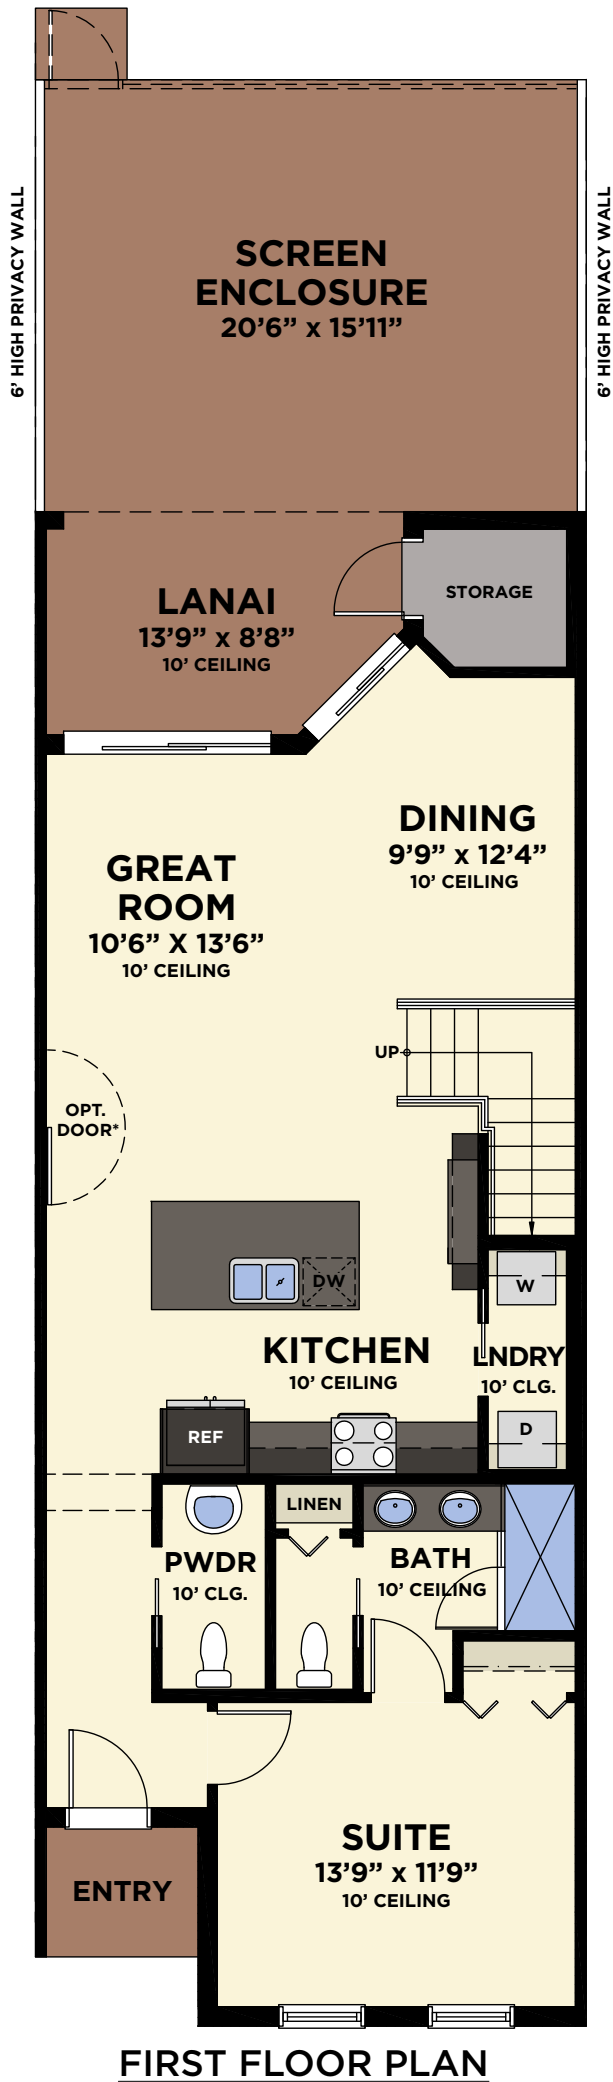 6’ HIGH PRIVACY WALL
6’ HIGH PRIVACY WALL
SCREEN
ENCLOSURE
20’6” x 15’11”
STORAGE
LANAI
13’9” x 8’8”
10’ CEILING
DINING
9’9” x 12’4”
10’ CEILING
GREAT
ROOM
10’6” X 13’6”
10’ CEILING
UP
OPT.
DOOR*
DW
W
KITCHEN
10’ CEILING
LNDRY
10’ CLG.
D
REF
LINEN
PWDR
10’ CLG.
BATH
10’ CEILING
SUITE
13’9” x 11’9”
10’ CEILING
ENTRY
FIRST FLOOR PLAN